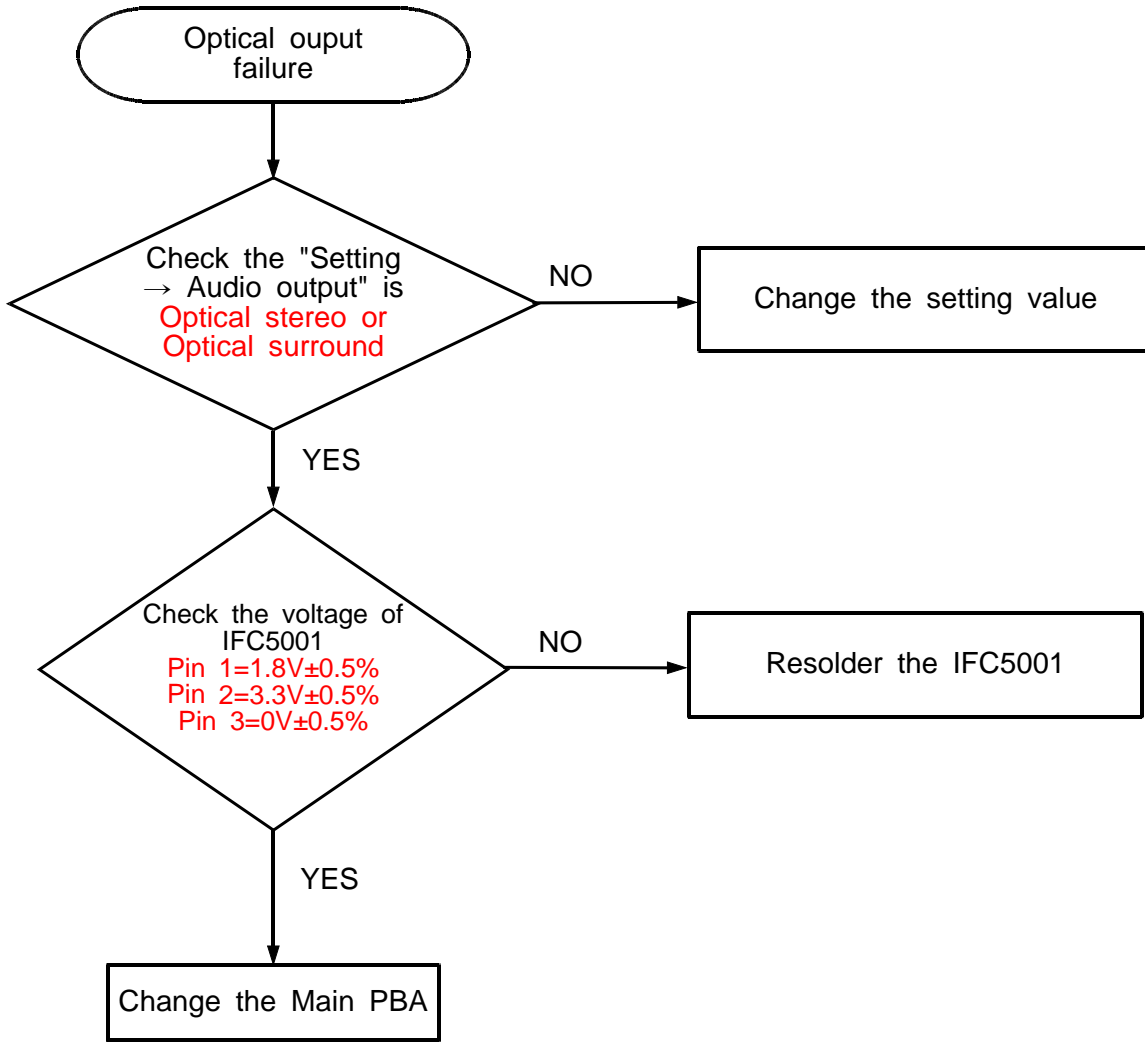 Optical ouput
failure
Check the "Setting
→ Audio output" is
Optical stereo or
Optical surround
NO
Change the setting value
YES
Check the voltage of
IFC5001
Pin 1=1.8V±0.5%
Pin 2=3.3V±0.5%
Pin 3=0V±0.5%
NO
Resolder the IFC5001
YES
Change the Main PBA